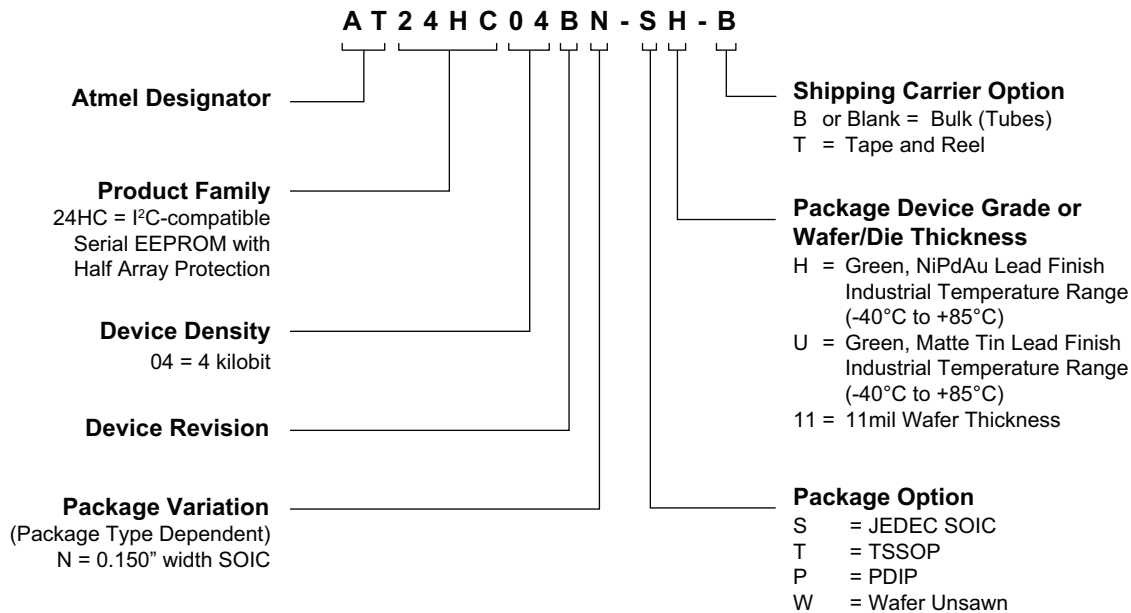 AT24HC04BN-SH-B
Atmel Designator
Product Family
24HC = I²C-compatible
Serial EEPROM with
Half Array Protection
Device Density
04 = 4 kilobit
Device Revision
Package Variation
(Package Type Dependent)
N = 0.150” width SOIC
Shipping Carrier Option
B or Blank = Bulk (Tubes)
T = Tape and Reel
Package Device Grade or
Wafer/Die Thickness
H = Green, NiPdAu Lead Finish
Industrial Temperature Range
(-40°C to +85°C)
U = Green, Matte Tin Lead Finish
Industrial Temperature Range
(-40°C to +85°C)
11 = 11mil Wafer Thickness
Package Option
S = JEDEC SOIC
T = TSSOP
P = PDIP
W = Wafer Unsawn